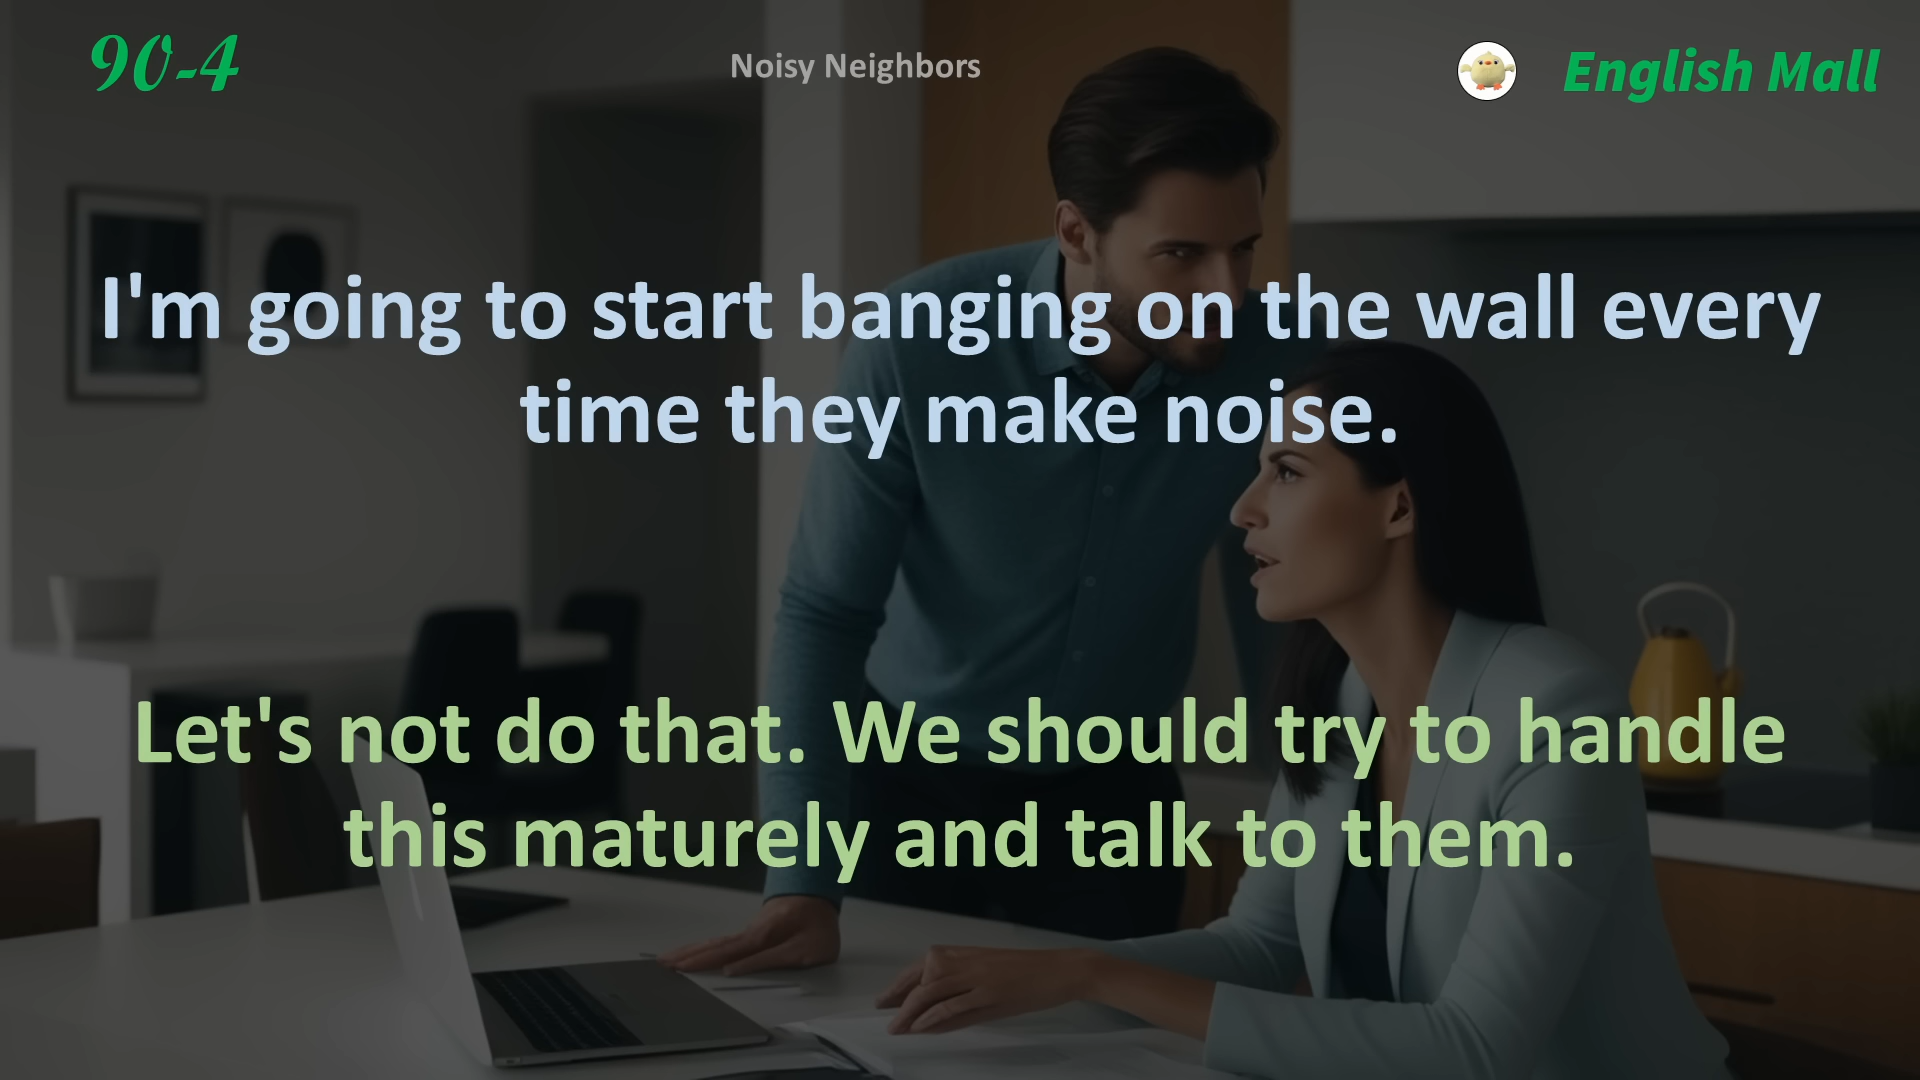 90-4
Noisy Neighbors
English Mall
I'm going to start banging on the wall every
time they make noise.
Let's not do that. We should try to handle
this maturely and talk to them.